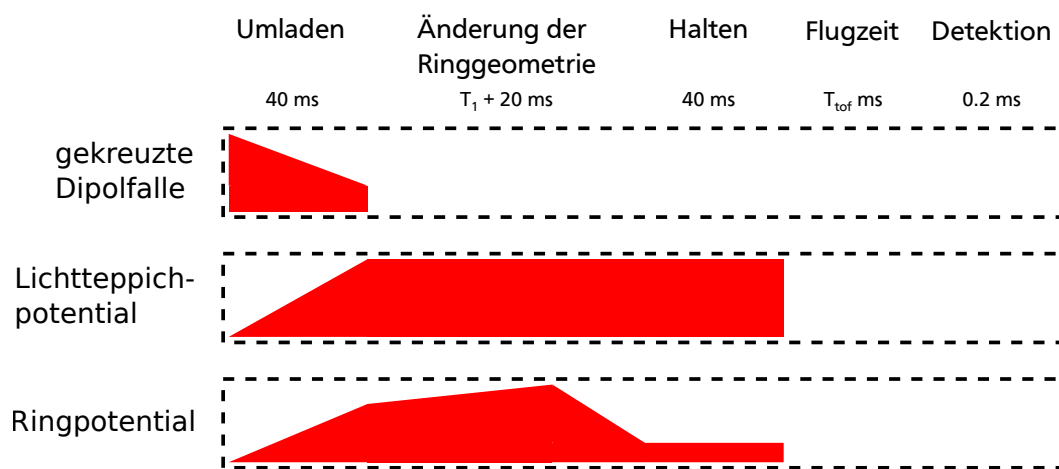 Umladen
Änderung der
Ringgeometrie
Halten
Flugzeit
Detektion
40 ms
T₁ + 20 ms
40 ms
Ttof ms
0.2 ms
gekreuzte
Dipolfalle
Lichtteppich-
potential
Ringpotential